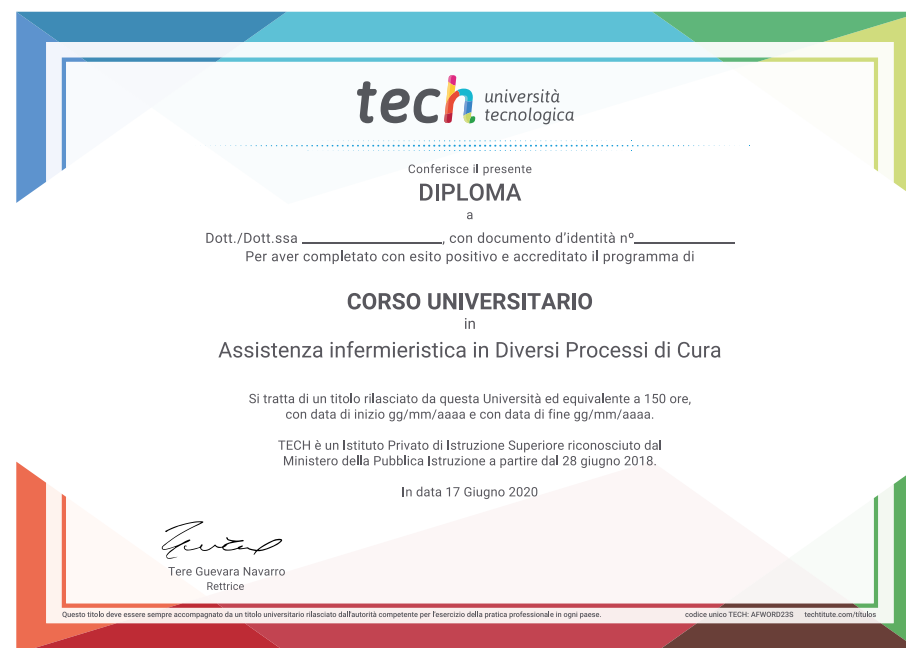 tech università
tecnologica
Conferisce il presente
DIPLOMA
a
Dott./Dott.ssa ____________________, con documento d'identità nº______________
Per aver completato con esito positivo e accreditato il programma di
CORSO UNIVERSITARIO
in
Assistenza infermieristica in Diversi Processi di Cura
Si tratta di un titolo rilasciato da questa Università ed equivalente a 150 ore,
con data di inizio gg/mm/aaaa e con data di fine gg/mm/aaaa.
TECH è un Istituto Privato di Istruzione Superiore riconosciuto dal
Ministero della Pubblica Istruzione a partire dal 28 giugno 2018.
In data 17 Giugno 2020
Tere Guevara Navarro
Rettrice
Questo titolo deve essere sempre accompagnato da un titolo universitario rilasciato dall'autorità competente per l'esercizio della pratica professionale in ogni paese. codice unico TECH: AFWORD23S techtitute.com/titulos